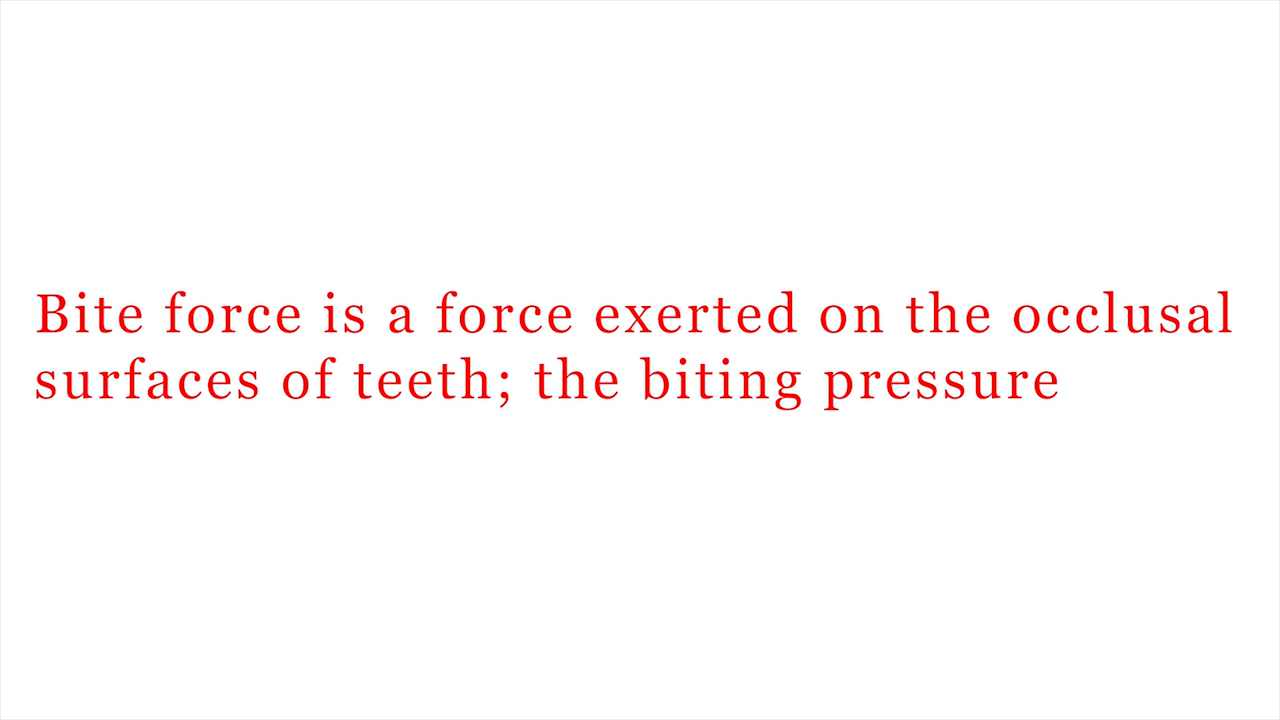 Bite force is a force exerted on the occlusal
surfaces of teeth; the biting pressure